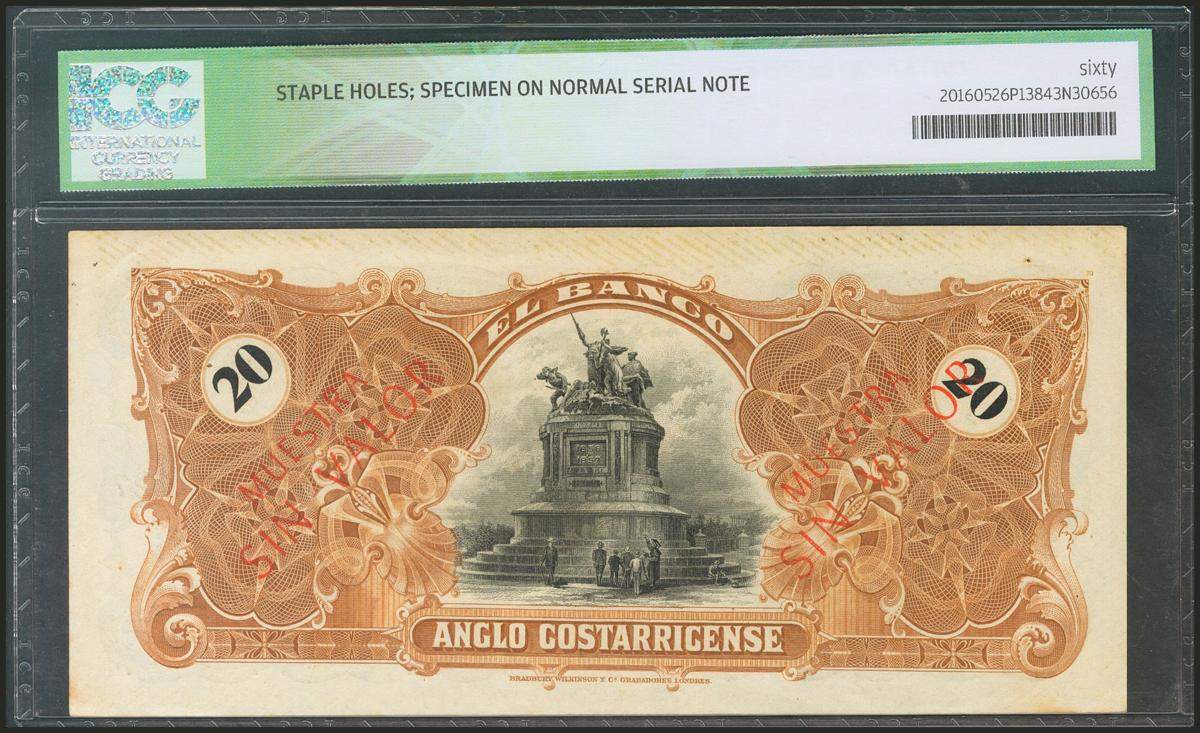 ICG
INTERNATIONAL
CURRENCY
GRADING
STAPLE HOLES; SPECIMEN ON NORMAL SERIAL NOTE
sixty
20160526P13843N30656
EL BANCO
20
20
MUESTRA
SIN VALOR
MUESTRA
SIN VALOR
ANGLO COSTARRICENSE
BRADBURY, WILKINSON Y Cª GRABADORES LONDRES.